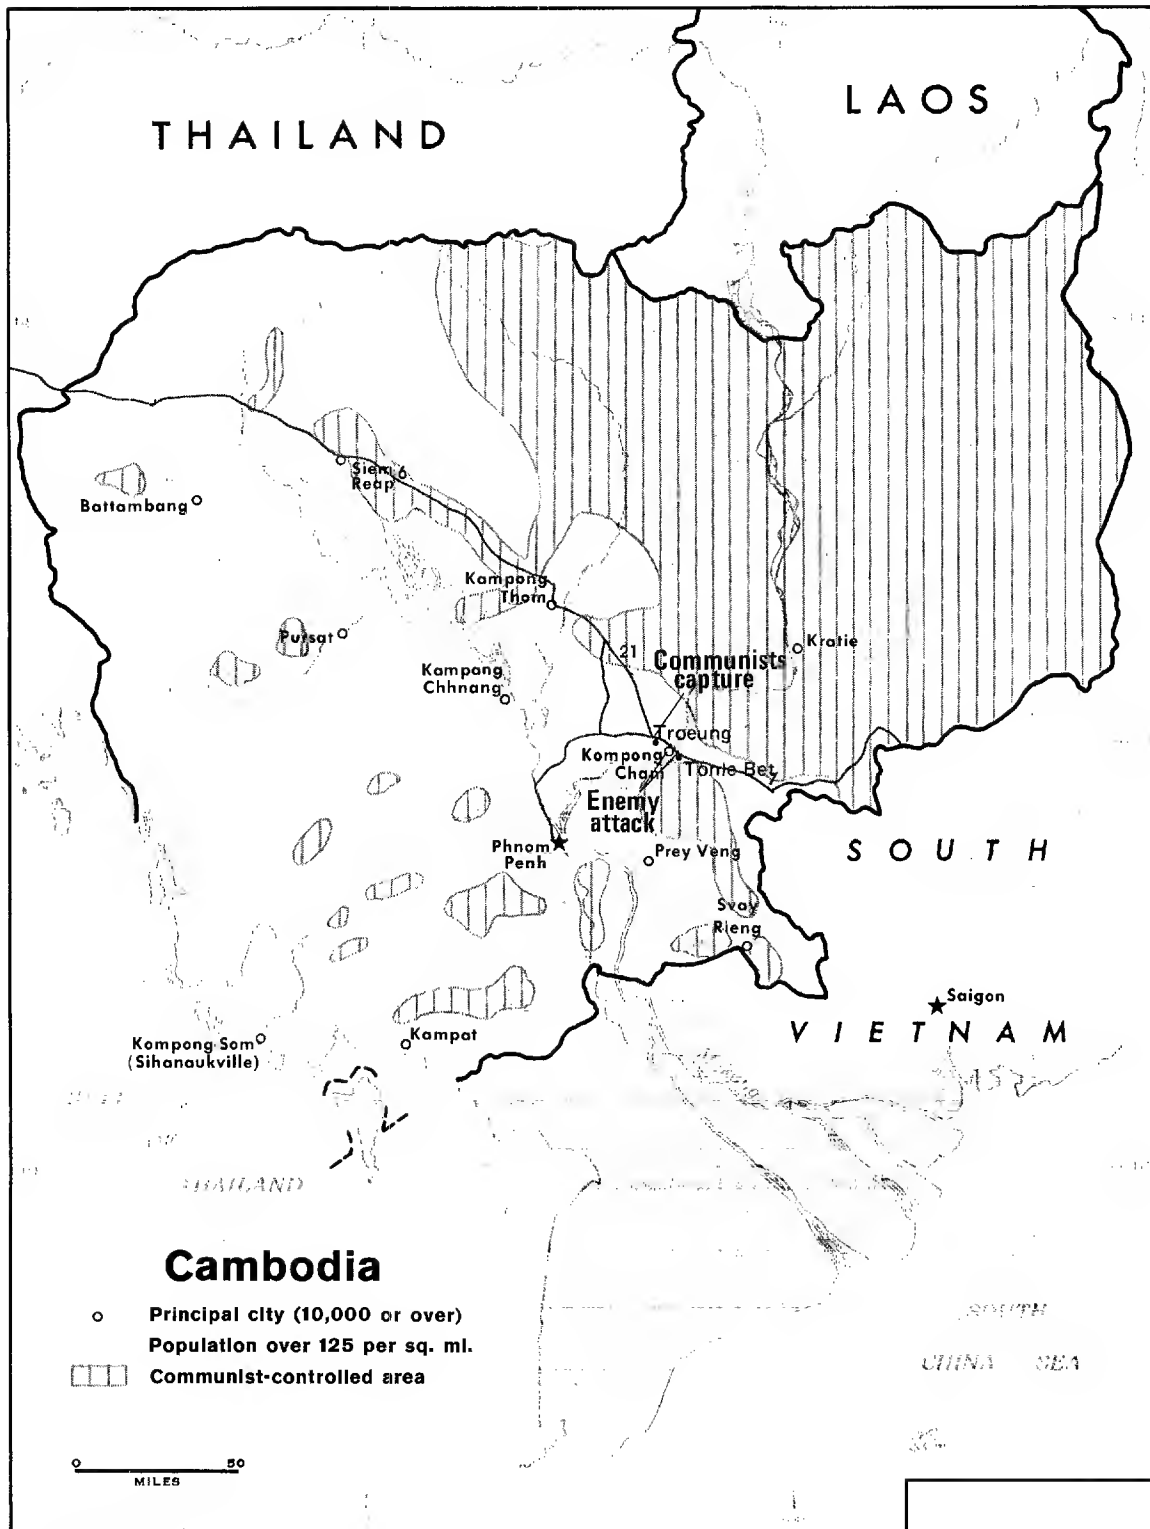 LAOS
THAILAND
Siem 6
Reap
Battambang
Kampong
Thom
Pursat
21
Kratie
Communists
capture
Kampong
Chhnang
Troeung
Kompong
Cham
Tonle Bet
7
Enemy
attack
Phnom
Penh
Prey Veng
SOUTH
Svay
Rieng
Saigon
VIETNAM
Kampat
Kompong Som
(Sihanaukville)
THAILAND
Cambodia
Principal city (10,000 or over)
Population over 125 per sq. mi.
Communist-controlled area
SOUTH
CHINA SEA
0 50
MILES